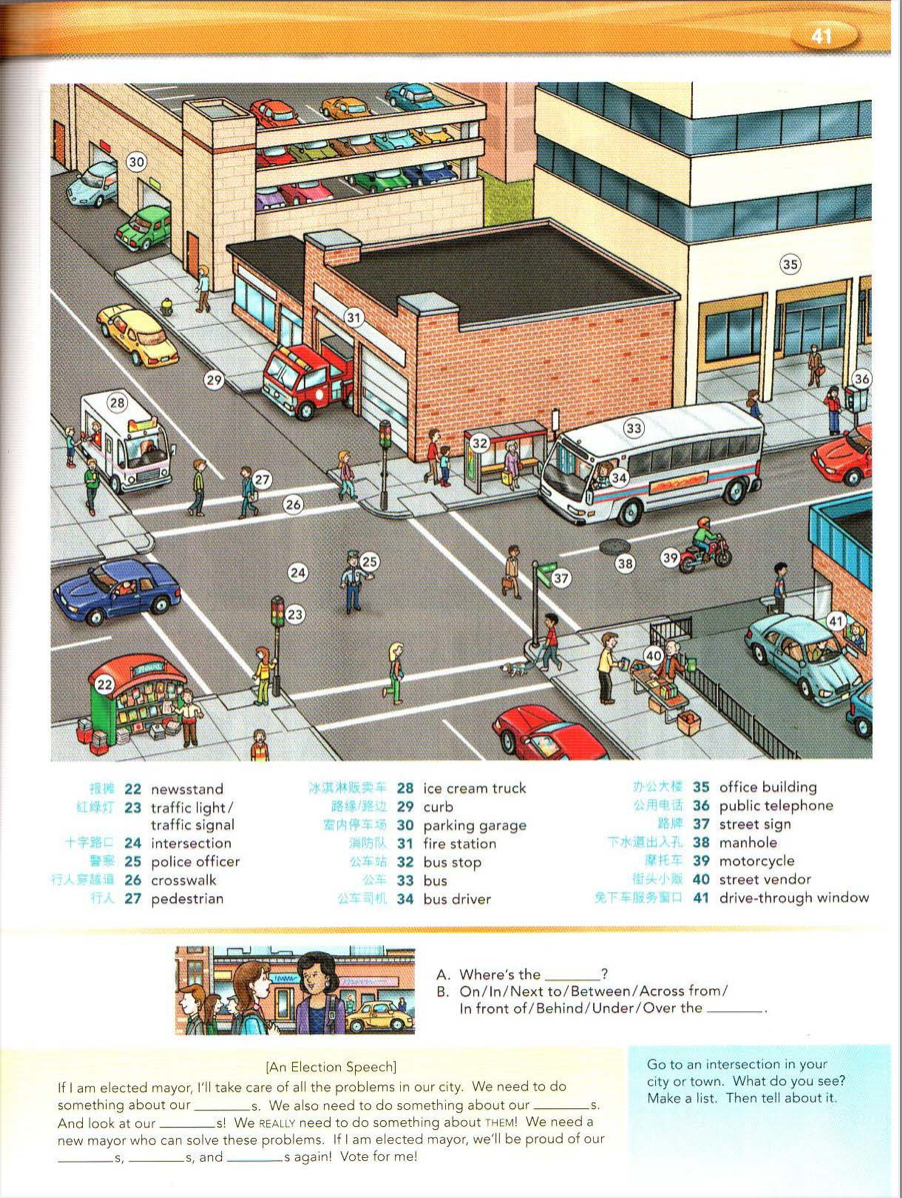 41
30
35
31
36
29
28
33
32
34
27
26
38
39
24
25
37
23
41
40
22
报摊 22 newsstand
红绿灯 23 traffic light/
traffic signal
十字路口 24 intersection
警察 25 police officer
行人穿越道 26 crosswalk
行人 27 pedestrian
冰淇淋贩卖车 28 ice cream truck
路缘/路边 29 curb
室内停车场 30 parking garage
消防队 31 fire station
公车站 32 bus stop
公车 33 bus
公车司机 34 bus driver
办公大楼 35 office building
公用电话 36 public telephone
路牌 37 street sign
下水道出入孔 38 manhole
摩托车 39 motorcycle
街头小贩 40 street vendor
免下车服务窗口 41 drive-through window
A. Where's the ________?
B. On/In/Next to/Between/Across from/
In front of/Behind/Under/Over the ________.
[An Election Speech]
If I am elected mayor, I'll take care of all the problems in our city. We need to do
something about our ________s. We also need to do something about our ________s.
And look at our ________s! We REALLY need to do something about THEM! We need a
new mayor who can solve these problems. If I am elected mayor, we'll be proud of our
________s, ________s, and ________s again! Vote for me!
Go to an intersection in your
city or town. What do you see?
Make a list. Then tell about it.